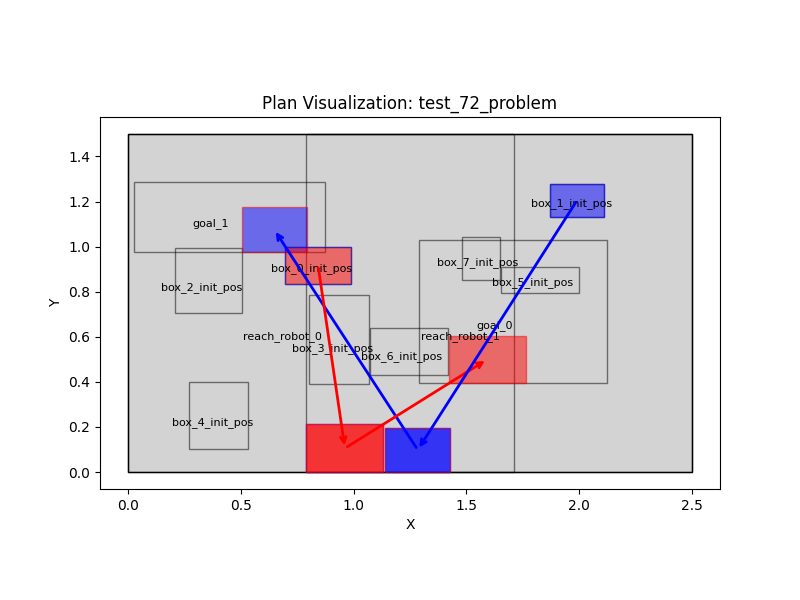 Plan Visualization: test_72_problem
1.4
1.2
1.0
0.8
0.6
0.4
0.2
0.0
Y
box_1_init_pos
goal_1
box_7_init_pos
box_0_init_pos
box_5_init_pos
box_2_init_pos
goal_0
reach_robot_0
reach_robot_1
box_3_init_pos
box_6_init_pos
box_4_init_pos
0.0
0.5
1.0
1.5
2.0
2.5
X